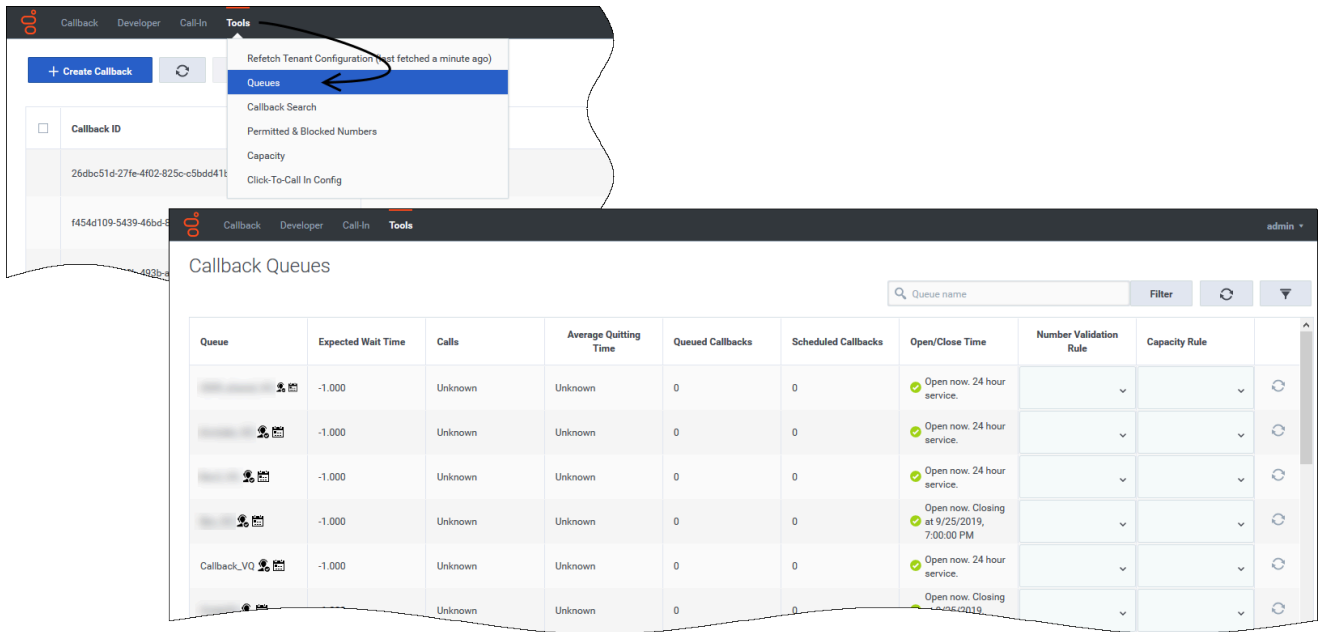 Callback Developer Call-In Tools
Refetch Tenant Configuration (last fetched a minute ago)
+ Create Callback
Queues
Callback Search
Callback ID
Permitted & Blocked Numbers
Capacity
26dbc51d-27fe-4f02-825c-c5bdd41b
Click-To-Call In Config
f454d109-5439-46bd-8
493b-a
Callback Developer Call-In Tools admin
Callback Queues
Queue name Filter
Queue Expected Wait Time Calls Average Quitting Time Queued Callbacks Scheduled Callbacks Open/Close Time Number Validation Rule Capacity Rule
-1.000 Unknown Unknown 0 0 Open now. 24 hour service.
-1.000 Unknown Unknown 0 0 Open now. 24 hour service.
-1.000 Unknown Unknown 0 0 Open now. 24 hour service.
-1.000 Unknown Unknown 0 0 Open now. Closing at 9/25/2019, 7:00:00 PM
Callback_VQ -1.000 Unknown Unknown 0 0 Open now. 24 hour service.
Unknown Unknown 0 0 Open now. Closing